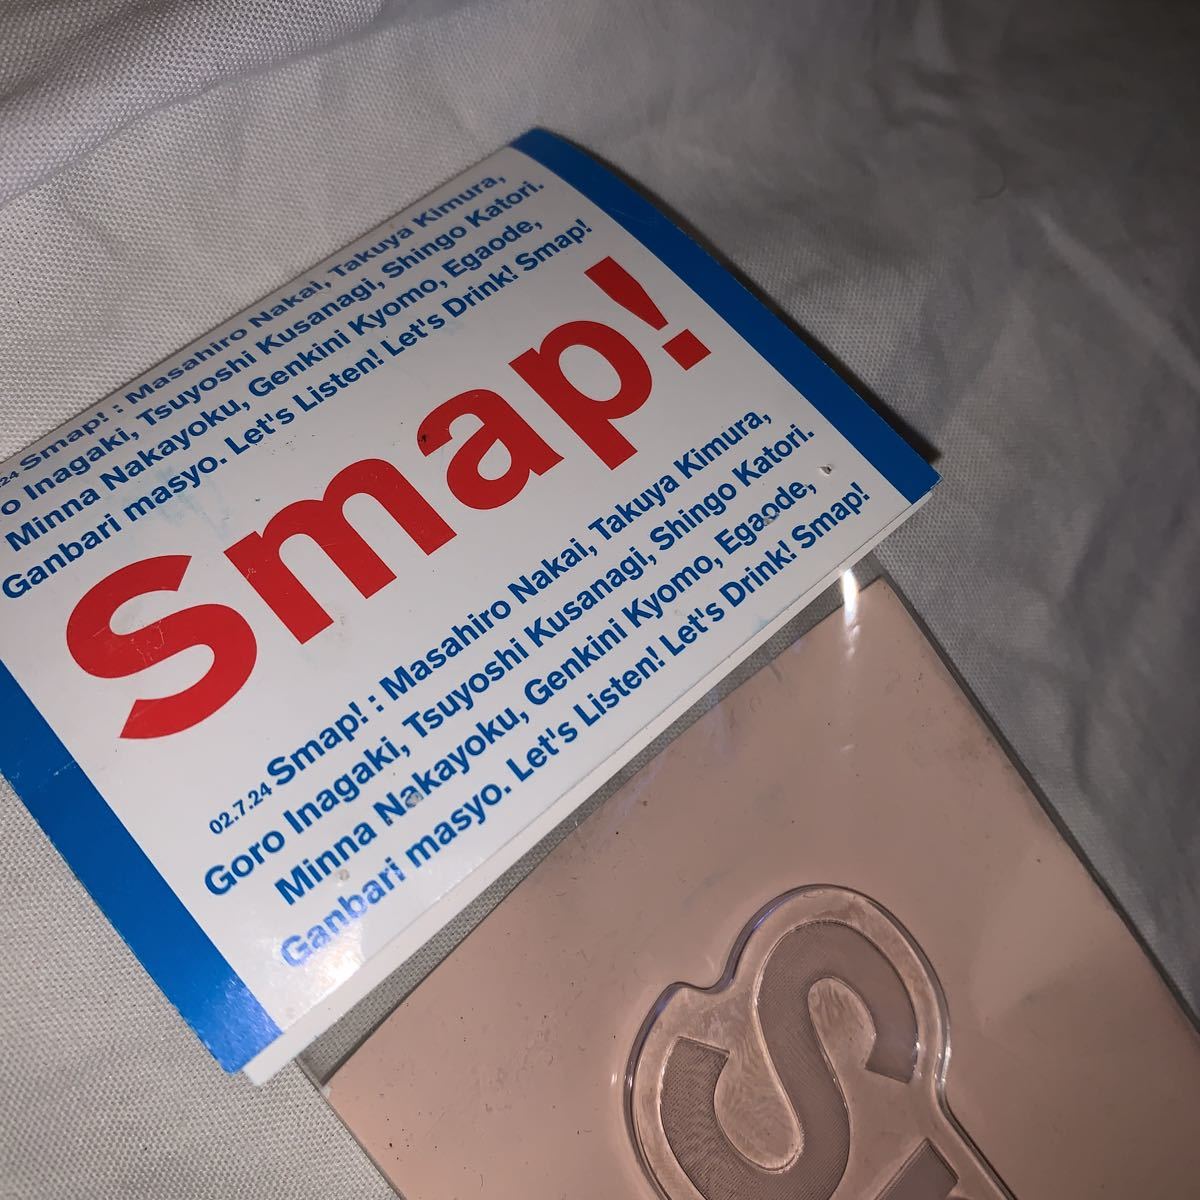 24 Smap! : Masahiro Nakai, Takuya Kimura,
o Inagaki, Tsuyoshi Kusanagi, Shingo Katori.
Minna Nakayoku, Genkini Kyomo, Egaode,
Ganbari masyo. Let's Listen! Let's Drink! Smap!
Smap!
02.7.24 Smap! : Masahiro Nakai, Takuya Kimura,
Goro Inagaki, Tsuyoshi Kusanagi, Shingo Katori.
Minna Nakayoku, Genkini Kyomo, Egaode,
Ganbari masyo. Let's Listen! Let's Drink! Smap!
S